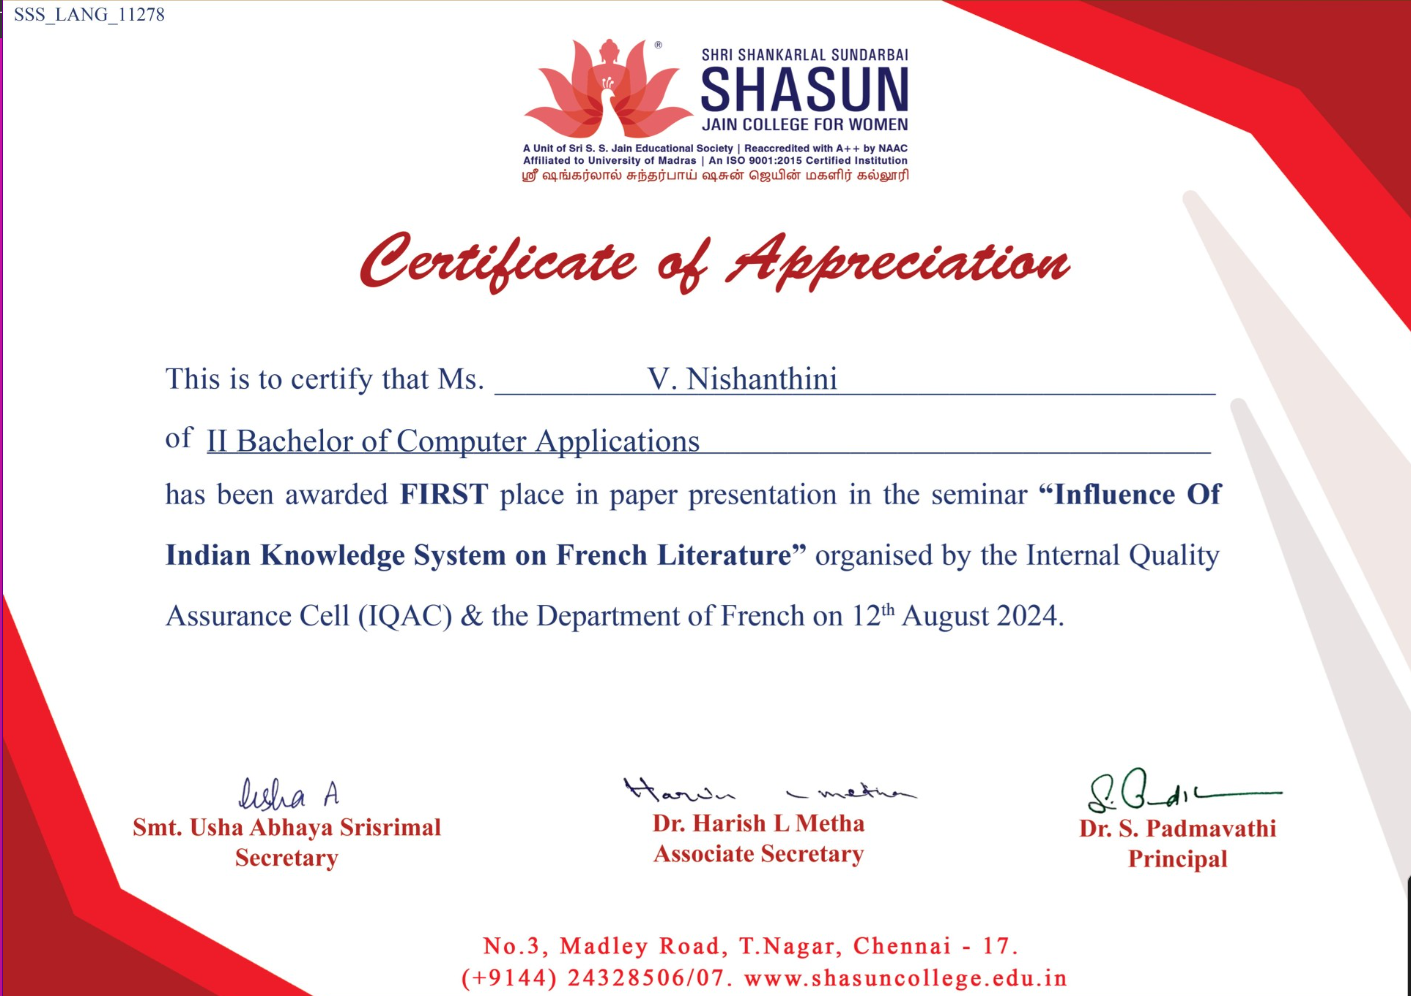 SSS_LANG_11278
®
SHRI SHANKARLAL SUNDARBAI
SHASUN
JAIN COLLEGE FOR WOMEN
A Unit of Sri S. S. Jain Educational Society | Reaccredited with A++ by NAAC
Affiliated to University of Madras | An ISO 9001:2015 Certified Institution
ஸ்ரீ ஷங்கர்லால் சுந்தர்பாய் ஷசுன் ஜெயின் மகளிர் கல்லூரி
Certificate of Appreciation
This is to certify that Ms. V. Nishanthini
of II Bachelor of Computer Applications
has been awarded FIRST place in paper presentation in the seminar “Influence Of
Indian Knowledge System on French Literature” organised by the Internal Quality
Assurance Cell (IQAC) & the Department of French on 12th August 2024.
Usha A
Smt. Usha Abhaya Srisrimal
Secretary
Dr. Harish L Metha
Associate Secretary
Dr. S. Padmavathi
Principal
No.3, Madley Road, T.Nagar, Chennai - 17.
(+9144) 24328506/07. www.shasuncollege.edu.in